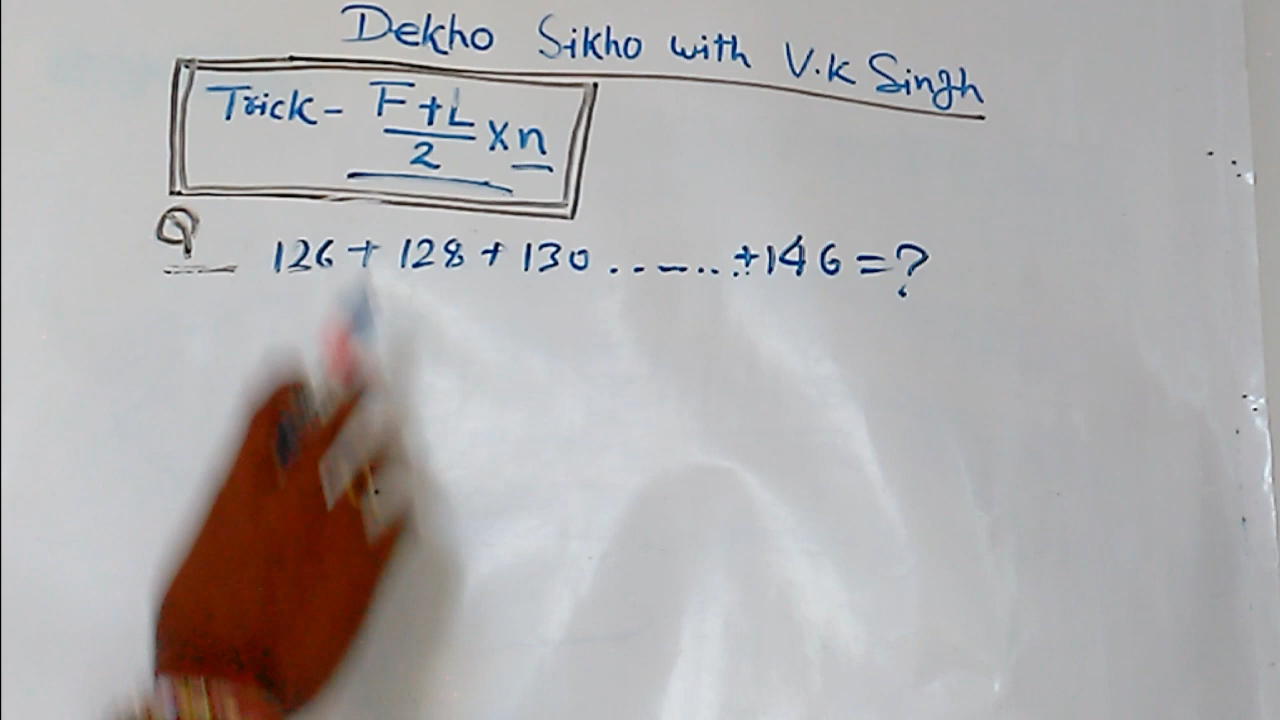 Dekho Sikho with V.K Singh
Trick - F+L/2 × n
Q 126 + 128 + 130 ....... +146 = ?